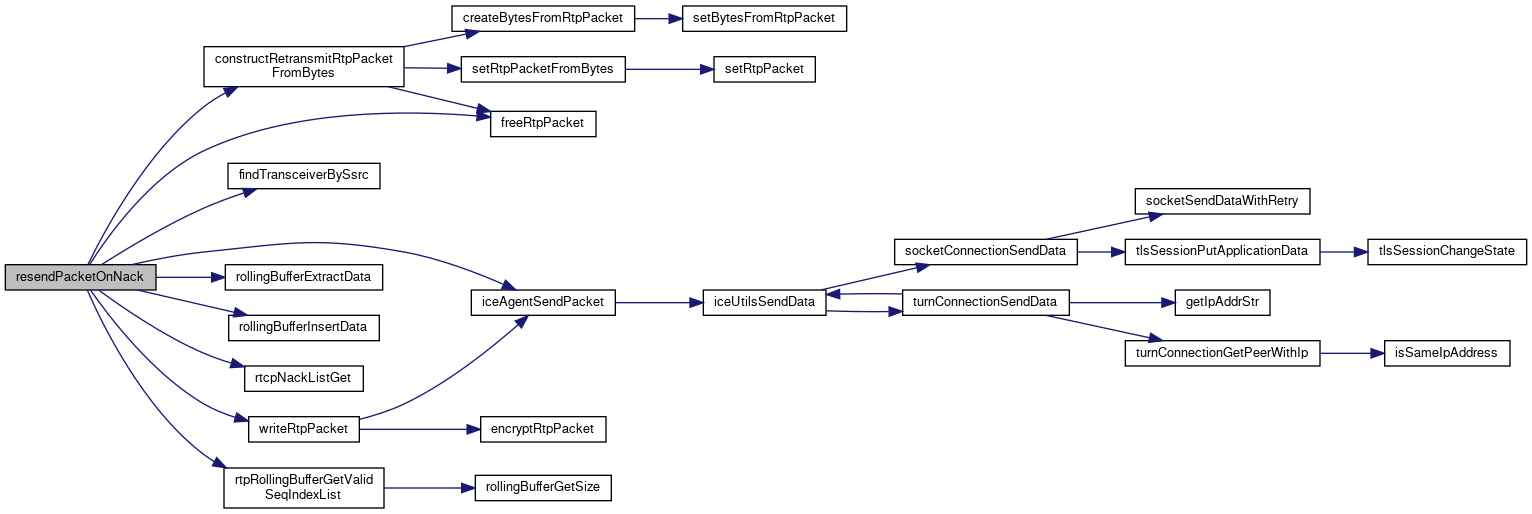 createBytesFromRtpPacket
setBytesFromRtpPacket
constructRetransmitRtpPacket
FromBytes
setRtpPacketFromBytes
setRtpPacket
freeRtpPacket
findTransceiverBySsrc
socketSendDataWithRetry
socketConnectionSendData
tlsSessionPutApplicationData
tlsSessionChangeState
resendPacketOnNack
rollingBufferExtractData
iceAgentSendPacket
iceUtilsSendData
turnConnectionSendData
getIpAddrStr
rollingBufferInsertData
turnConnectionGetPeerWithIp
isSameIpAddress
rtcpNackListGet
writeRtpPacket
encryptRtpPacket
rtpRollingBufferGetValid
SeqIndexList
rollingBufferGetSize